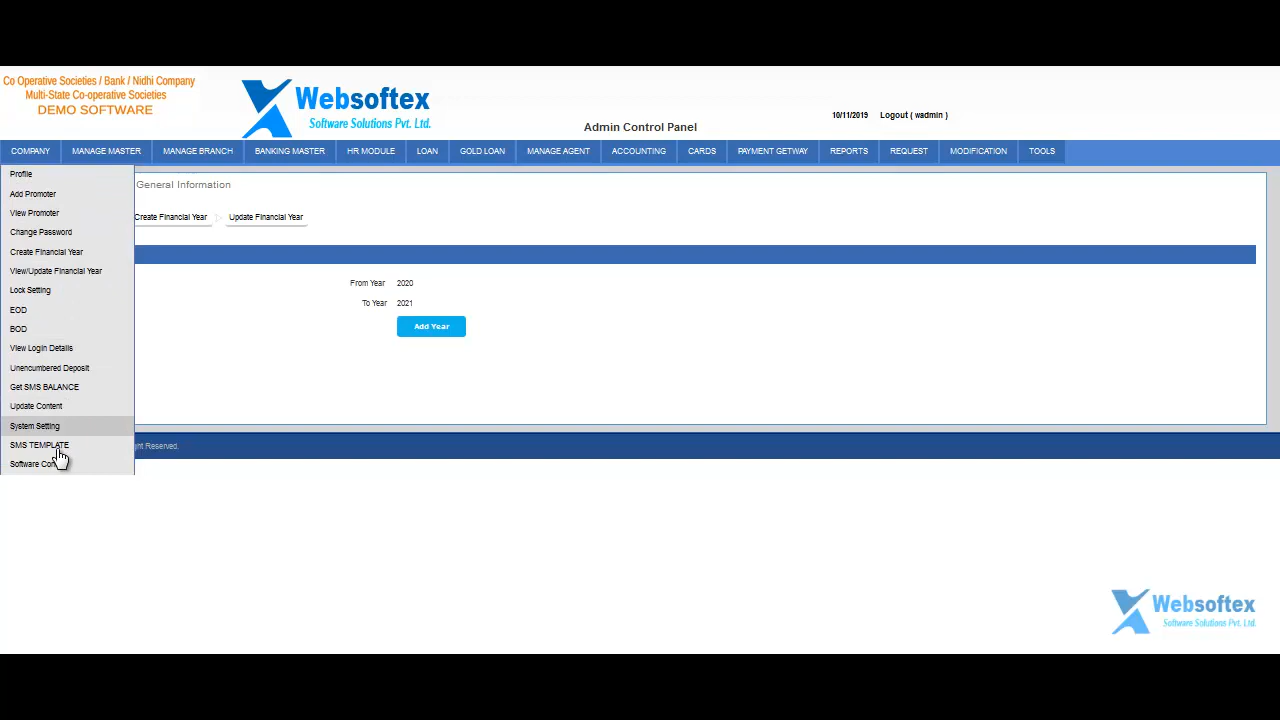 Co Operative Societies / Bank / Nidhi Company
Multi-State Co-operative Societies
DEMO SOFTWARE
Websoftex
Software Solutions Pvt. Ltd.
Admin Control Panel
10/11/2019 Logout ( wadmin )
COMPANY MANAGE MASTER MANAGE BRANCH BANKING MASTER HR MODULE LOAN GOLD LOAN MANAGE AGENT ACCOUNTING CARDS PAYMENT GETWAY REPORTS REQUEST MODIFICATION TOOLS
Profile
Add Promoter
View Promoter
Change Password
Create Financial Year
View/Update Financial Year
Lock Setting
EOD
BOD
View Login Details
Unencumbered Deposit
Get SMS BALANCE
Update Content
System Setting
SMS TEMPLATE
Software
General Information
Create Financial Year Update Financial Year
From Year 2020
To Year 2021
Add Year
Reserved.
Websoftex
Software Solutions Pvt. Ltd.